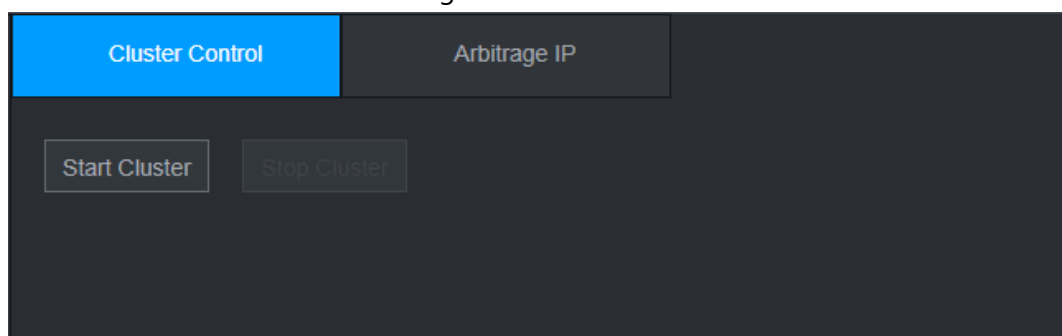 Cluster Control
Arbitrage IP
Start Cluster
Stop Cluster